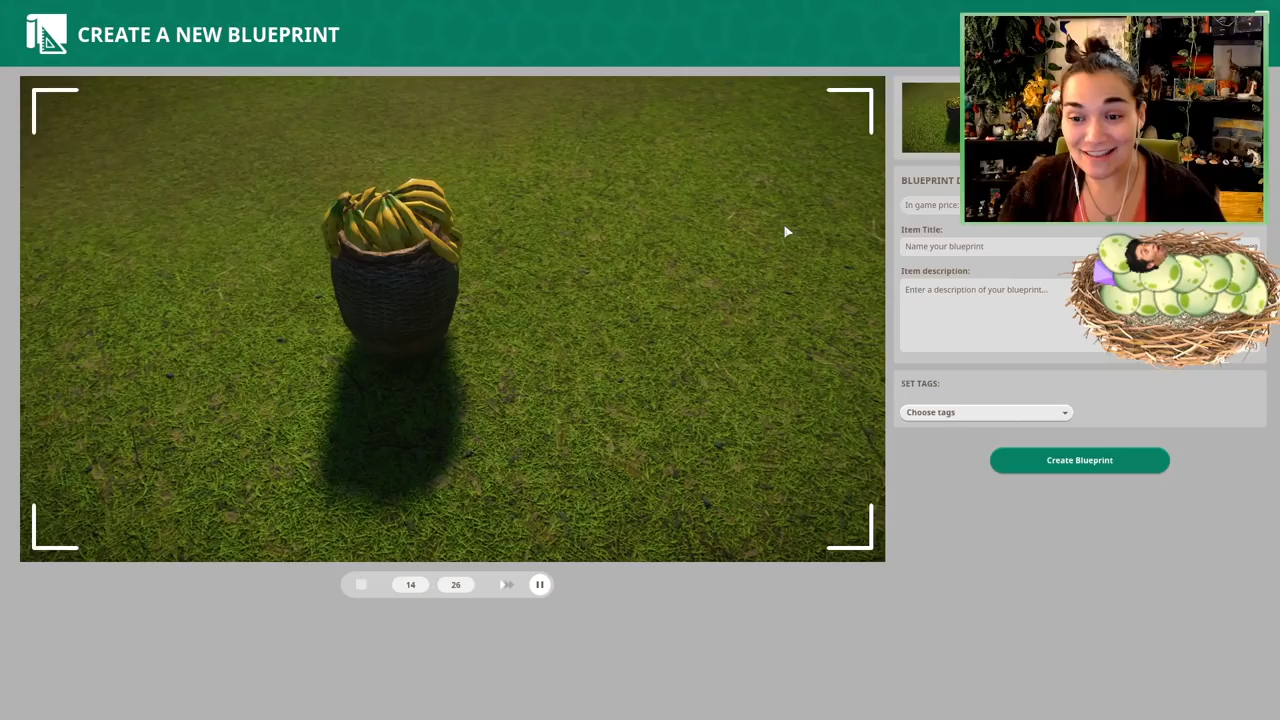 CREATE A NEW BLUEPRINT
BLUEPRINT
In game price:
Item Title:
Name your blueprint
Item description:
Enter a description of your blueprint...
SET TAGS:
Choose tags
Create Blueprint
14
26